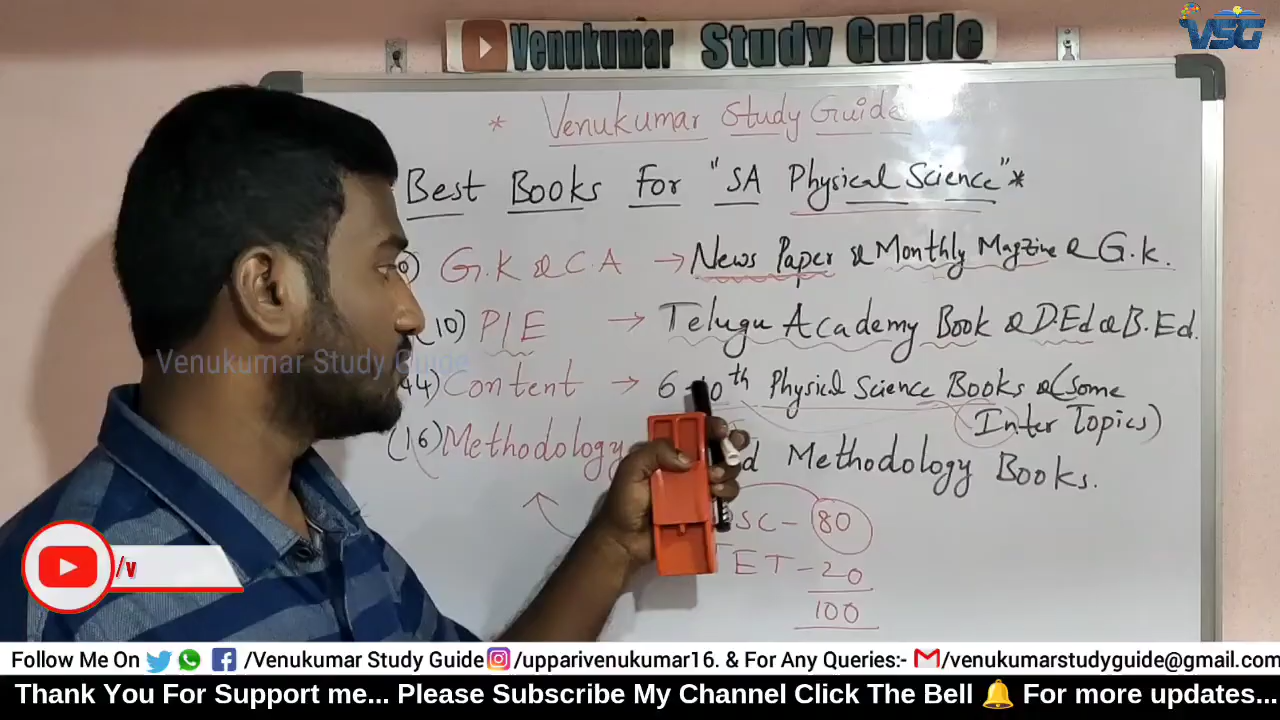 VSG
Venukumar Study Guide
* Venukumar Study Guide
Best Books For "SA Physical Science"*
G.K & CA → News Paper & Monthly Magzine & G.k.
(10) P/E → Telugu Academy Book & D.Ed & B.Ed.
44) Content → 6-10th Physical Science Books & (Some
Inter Topics)
(16) Methodology d Methodology Books.
SC - 80
TET - 20
100
Venukumar Study Guide
/v
Follow Me On /Venukumar Study Guide /upparivenukumar16. & For Any Queries:- /venukumarstudyguide@gmail.com
Thank You For Support me... Please Subscribe My Channel Click The Bell 🔔 For more updates...